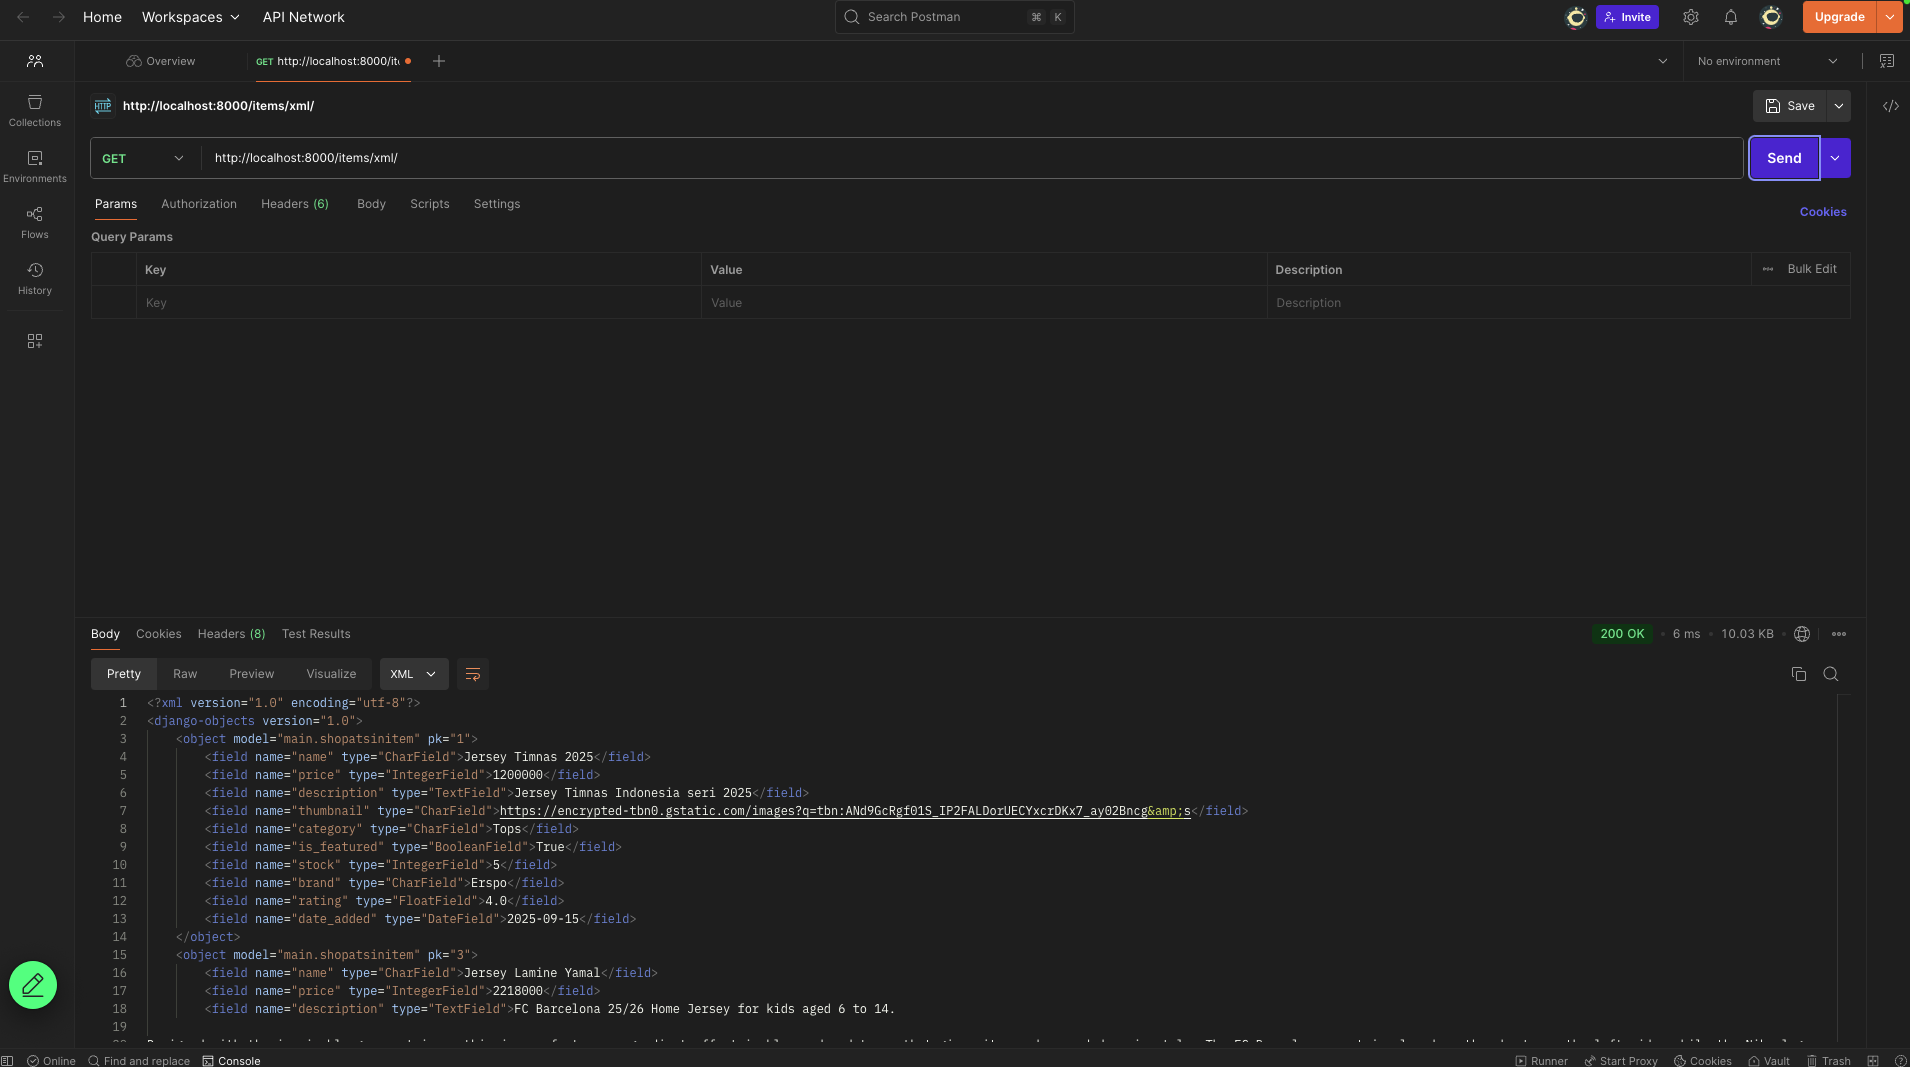 Home Workspaces API Network Search Postman ⌘ K Invite Upgrade
Overview GET http://localhost:8000/it No environment
HTTP http://localhost:8000/items/xml/ Save
GET http://localhost:8000/items/xml/ Send
Collections
Environments
Flows
History
Params Authorization Headers (6) Body Scripts Settings Cookies
Query Params
Key Value Description Bulk Edit
Key Value Description
Body Cookies Headers (8) Test Results 200 OK 6 ms 10.03 KB
Pretty Raw Preview Visualize XML
1 <?xml version="1.0" encoding="utf-8"?>
2 <django-objects version="1.0">
3 <object model="main.shopatsinitem" pk="1">
4 <field name="name" type="CharField">Jersey Timnas 2025</field>
5 <field name="price" type="IntegerField">1200000</field>
6 <field name="description" type="TextField">Jersey Timnas Indonesia seri 2025</field>
7 <field name="thumbnail" type="CharField">https://encrypted-tbn0.gstatic.com/images?q=tbn:ANd9GcRgf01S_IP2FALDorUECYxcrDKx7_ay02Bncg&amp;s</field>
8 <field name="category" type="CharField">Tops</field>
9 <field name="is_featured" type="BooleanField">True</field>
10 <field name="stock" type="IntegerField">5</field>
11 <field name="brand" type="CharField">Erspo</field>
12 <field name="rating" type="FloatField">4.0</field>
13 <field name="date_added" type="DateField">2025-09-15</field>
14 </object>
15 <object model="main.shopatsinitem" pk="3">
16 <field name="name" type="CharField">Jersey Lamine Yamal</field>
17 <field name="price" type="IntegerField">2218000</field>
18 <field name="description" type="TextField">FC Barcelona 25/26 Home Jersey for kids aged 6 to 14.
19
Online Find and replace Console Runner Start Proxy Cookies Vault Trash